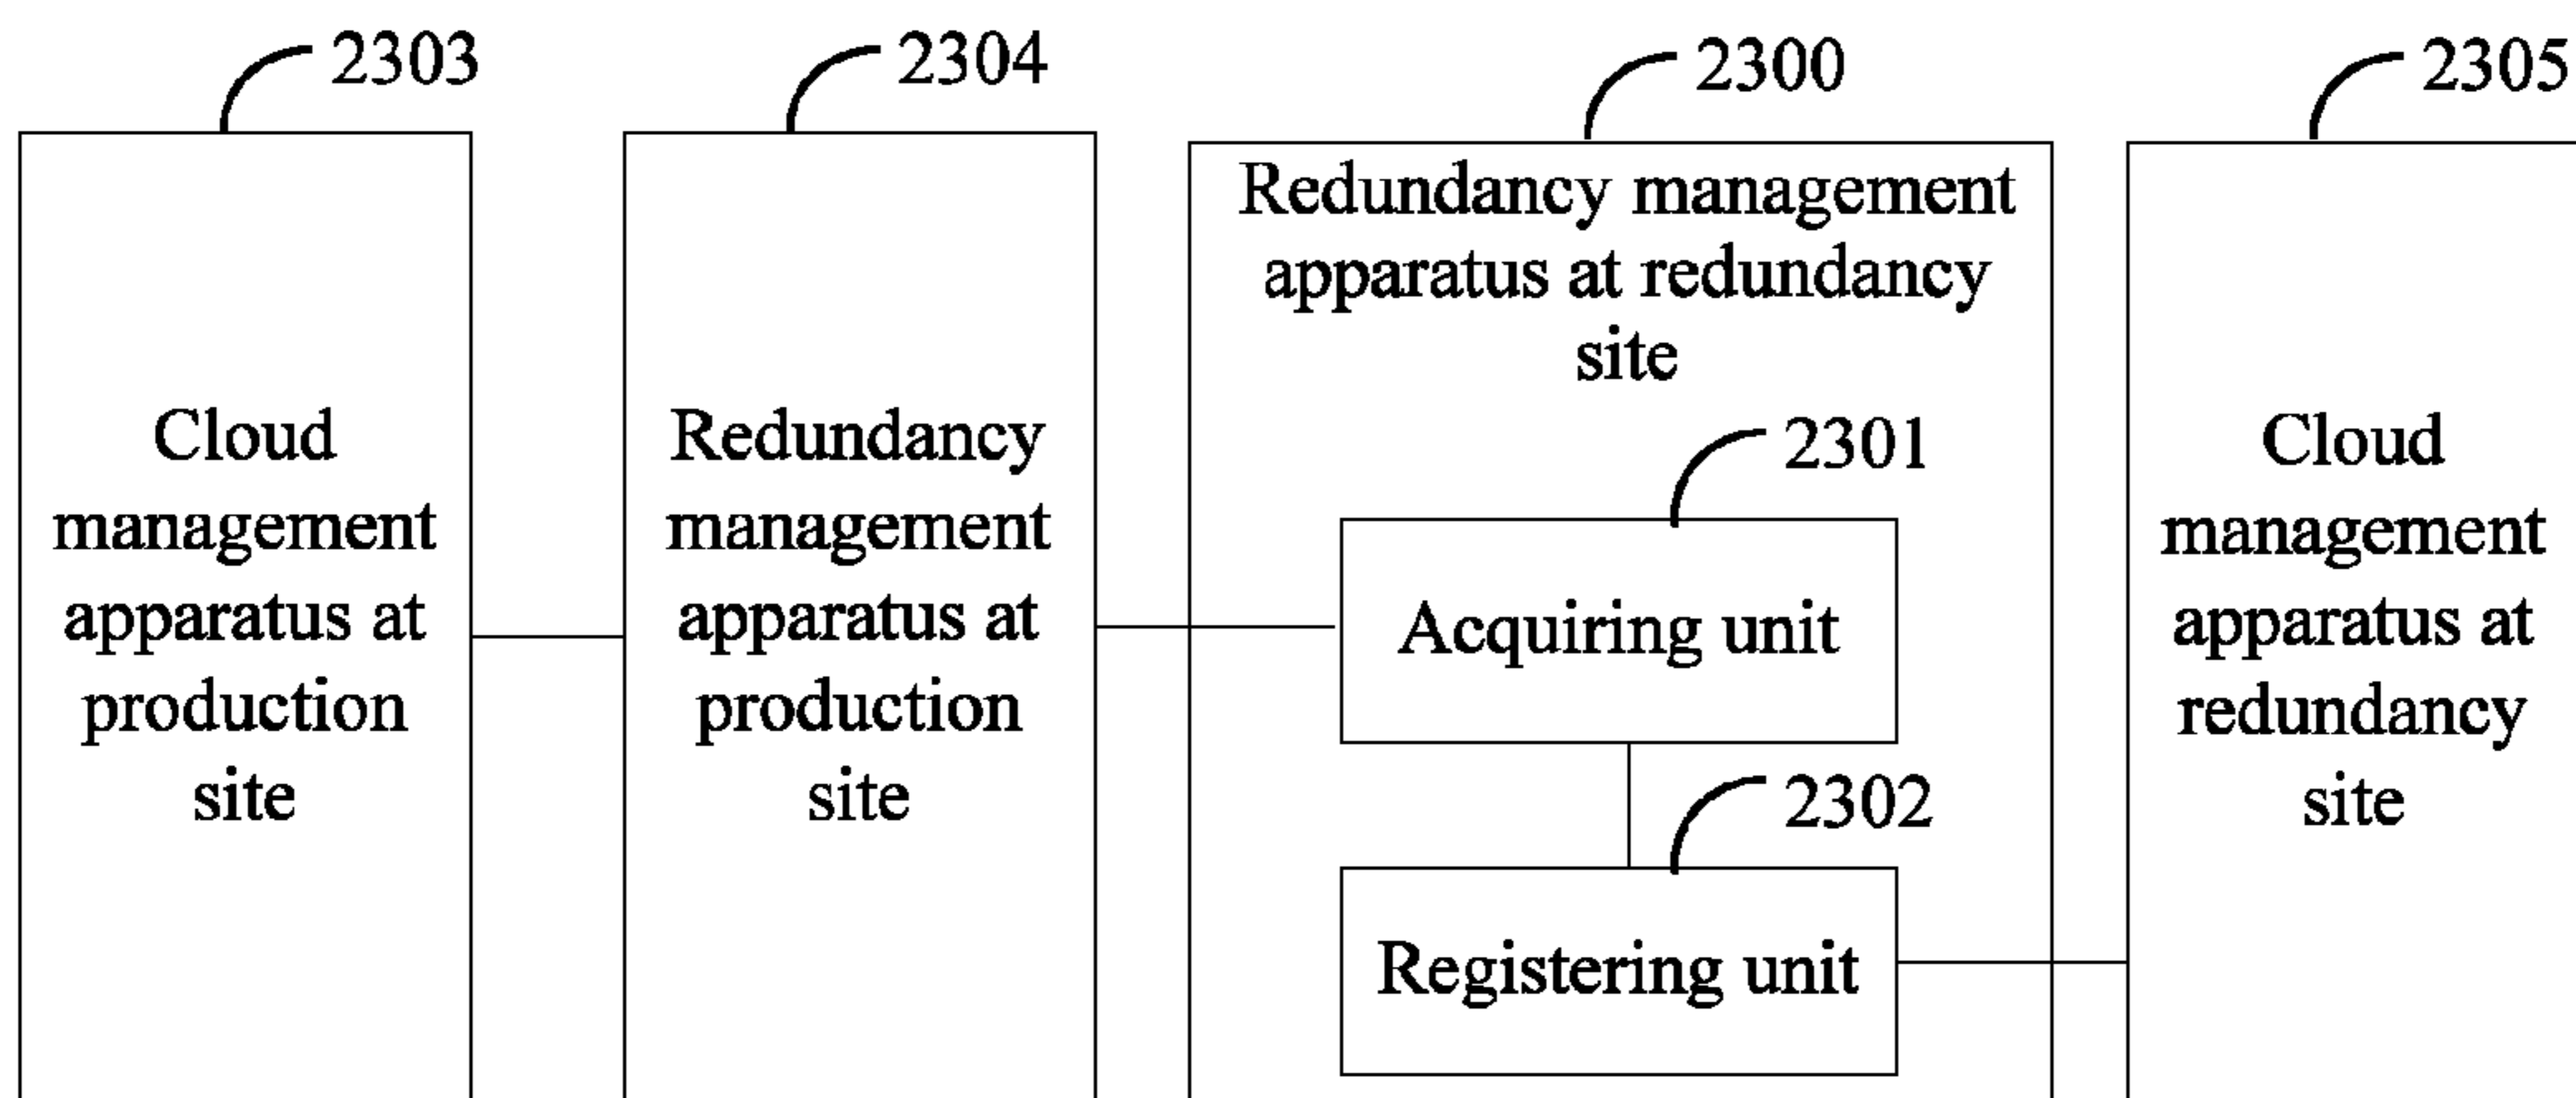 2303
Cloud
management
apparatus at
production
site
2304
Redundancy
management
apparatus at
production
site
2300
Redundancy management
apparatus at redundancy
site
2301
Acquiring unit
2302
Registering unit
2305
Cloud
management
apparatus at
redundancy
site